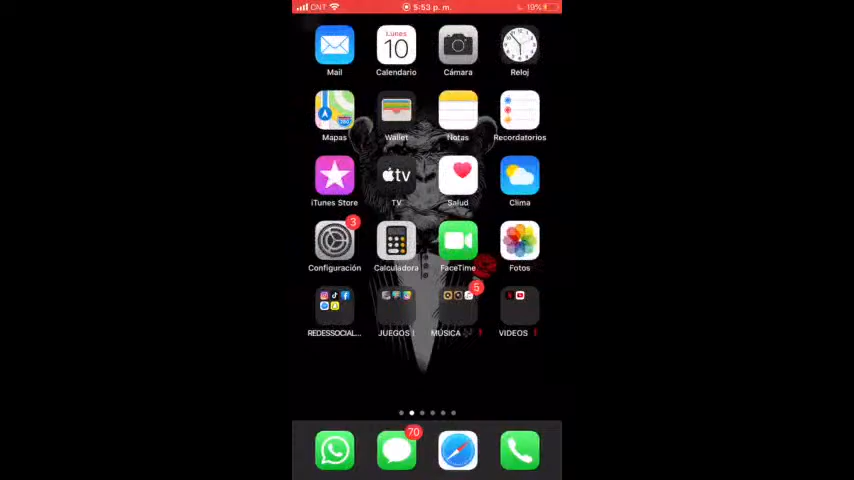 CNT 5:53 p. m. 19%
Lunes
10
Mail Calendario Cámara Reloj
280
Mapas Wallet Notas Recordatorios
tv
iTunes Store TV Salud Clima
3
Configuración Calculadora FaceTime Fotos
5
REDESSOCIAL... JUEGOS MÚSICA VIDEOS
70